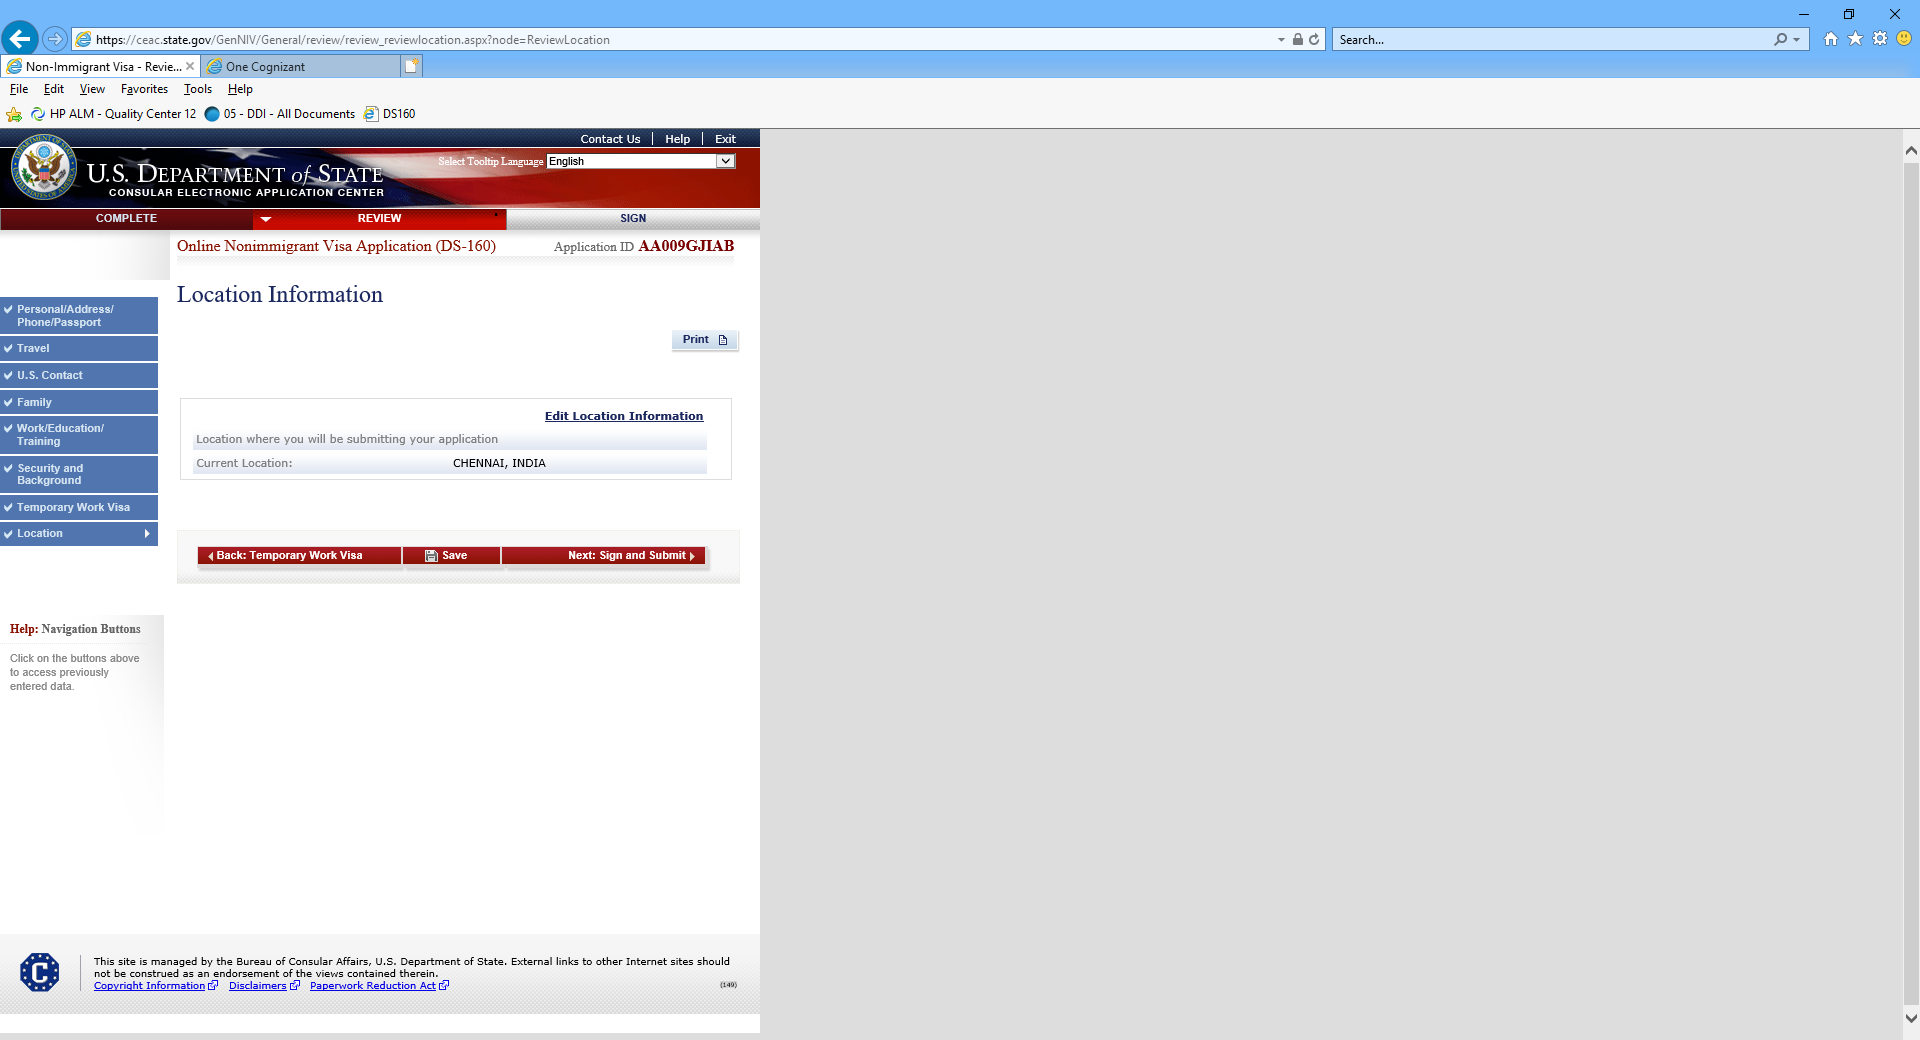 https://ceac.state.gov/GenNIV/General/review/review_reviewlocation.aspx?node=ReviewLocation
Search...
Non-Immigrant Visa - Revie...
One Cognizant
File Edit View Favorites Tools Help
HP ALM - Quality Center 12 05 - DDI - All Documents DS160
Contact Us Help Exit
Select Tooltip Language English
U.S. DEPARTMENT of STATE
CONSULAR ELECTRONIC APPLICATION CENTER
COMPLETE REVIEW SIGN
Online Nonimmigrant Visa Application (DS-160) Application ID AA009GJIAB
Location Information
Personal/Address/
Phone/Passport
Travel
U.S. Contact
Family
Work/Education/
Training
Security and
Background
Temporary Work Visa
Location
Print
Edit Location Information
Location where you will be submitting your application
Current Location: CHENNAI, INDIA
Back: Temporary Work Visa Save Next: Sign and Submit
Help: Navigation Buttons
Click on the buttons above
to access previously
entered data.
C
This site is managed by the Bureau of Consular Affairs, U.S. Department of State. External links to other Internet sites should
not be construed as an endorsement of the views contained therein.
Copyright Information Disclaimers Paperwork Reduction Act
(149)